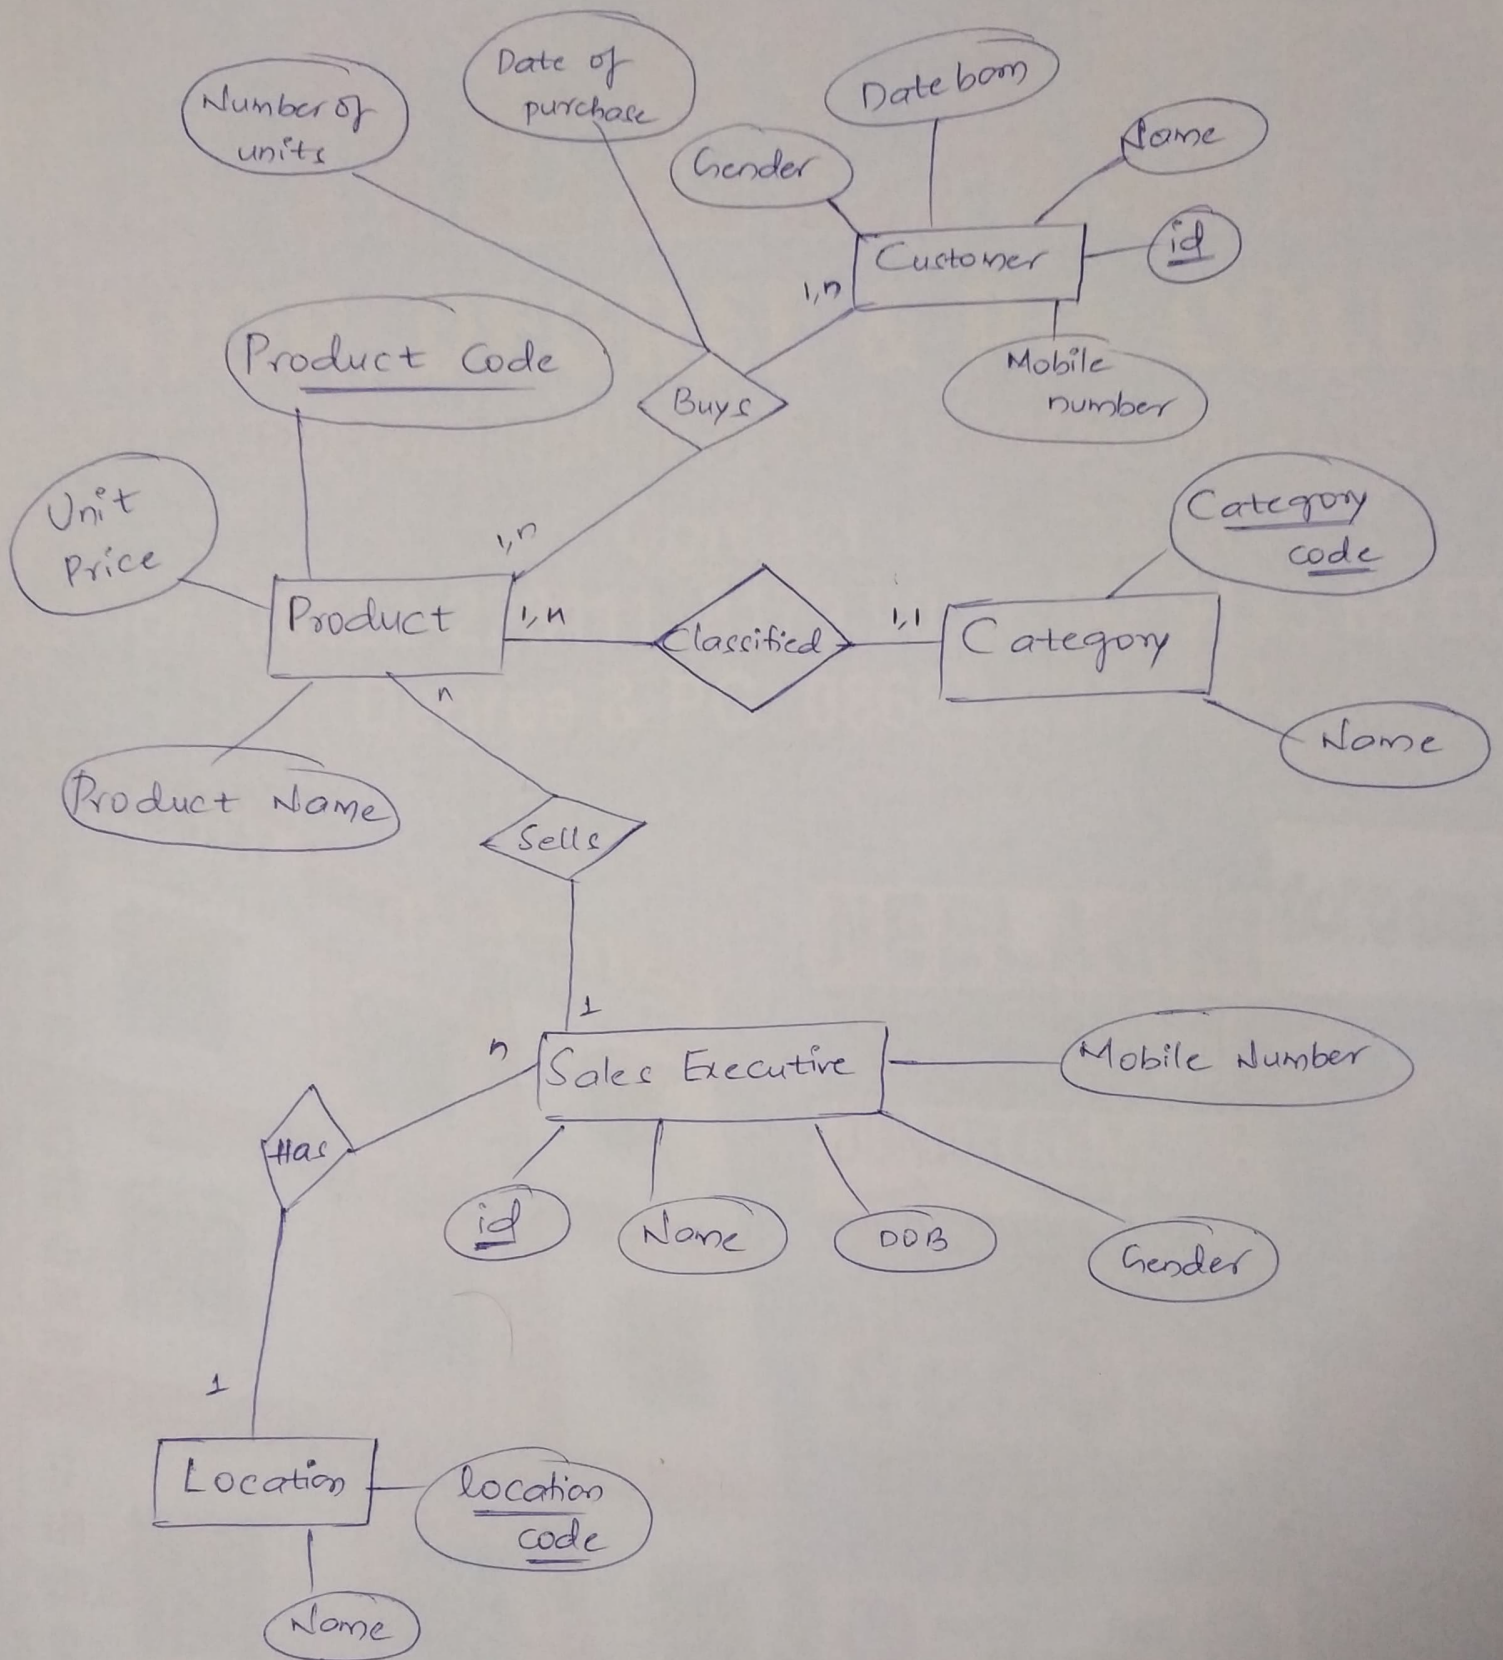 Date of
purchase
Number of
units
Date born
Gender
Name
Customer
id
1,n
Mobile
number
Product Code
Buys
Unit
Price
1,n
Category
code
Product
1,n
Classified
1,1
Category
n
Name
Product Name
Sells
1
n
Sales Executive
Mobile Number
Has
id
Name
DOB
Gender
1
Location
location
code
Name